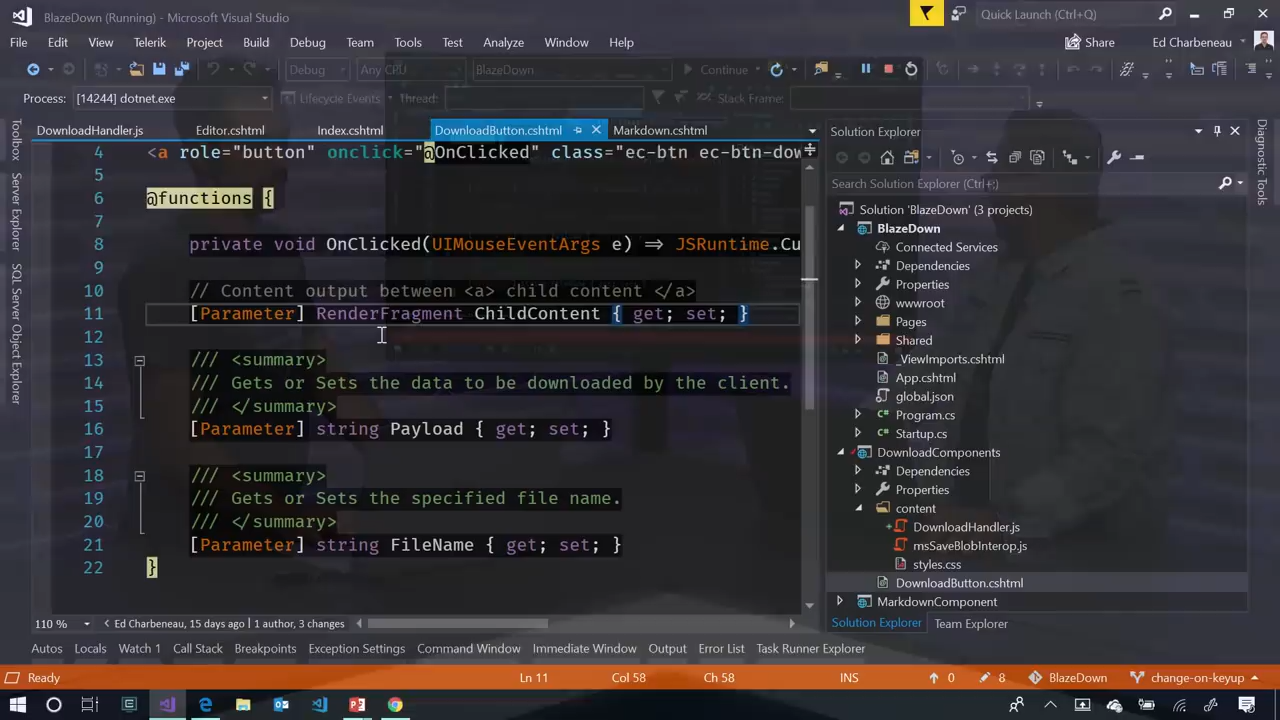 BlazeDown (Running) - Microsoft Visual Studio
Quick Launch (Ctrl+Q)
File Edit View Telerik Project Build Debug Team Tools Test Analyze Window Help
Share
Ed Charbeneau
Debug Any CPU BlazeDown Continue
Process: [14244] dotnet.exe Lifecycle Events Thread: Stack Frame:
DownloadHandler.js Editor.cshtml Index.cshtml DownloadButton.cshtml Markdown.cshtml
Toolbox
Server Explorer
SQL Server Object Explorer
4 <a role="button" onclick="@OnClicked" class="ec-btn ec-btn-dow
5
6 @functions {
7
8 private void OnClicked(UIMouseEventArgs e) => JSRuntime.Cu
9
10 // Content output between <a> child content </a>
11 [Parameter] RenderFragment ChildContent { get; set; }
12
13 /// <summary>
14 /// Gets or Sets the data to be downloaded by the client.
15 /// </summary>
16 [Parameter] string Payload { get; set; }
17
18 /// <summary>
19 /// Gets or Sets the specified file name.
20 /// </summary>
21 [Parameter] string FileName { get; set; }
22 }
110 % Ed Charbeneau, 15 days ago | 1 author, 3 changes
Solution Explorer
Search Solution Explorer (Ctrl+;)
Solution 'BlazeDown' (3 projects)
BlazeDown
Connected Services
Dependencies
Properties
wwwroot
Pages
Shared
_ViewImports.cshtml
App.cshtml
global.json
Program.cs
Startup.cs
DownloadComponents
Dependencies
Properties
content
DownloadHandler.js
msSaveBlobInterop.js
styles.css
DownloadButton.cshtml
MarkdownComponent
Solution Explorer Team Explorer
Diagnostic Tools
Autos Locals Watch 1 Call Stack Breakpoints Exception Settings Command Window Immediate Window Output Error List Task Runner Explorer
Ready Ln 11 Col 58 Ch 58 INS 0 8 BlazeDown change-on-keyup